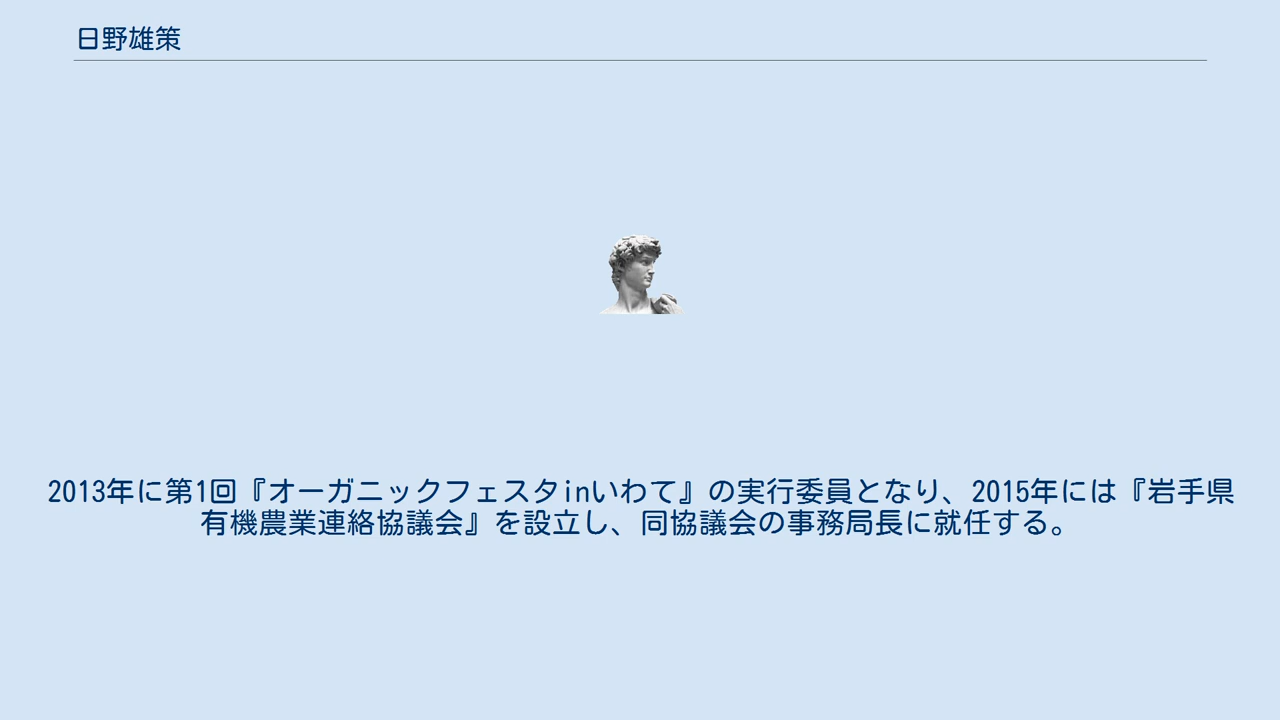 日野雄策
2013年に第1回『オーガニックフェスタinいわて』の実行委員となり、2015年には『岩手県
有機農業連絡協議会』を設立し、同協議会の事務局長に就任する。